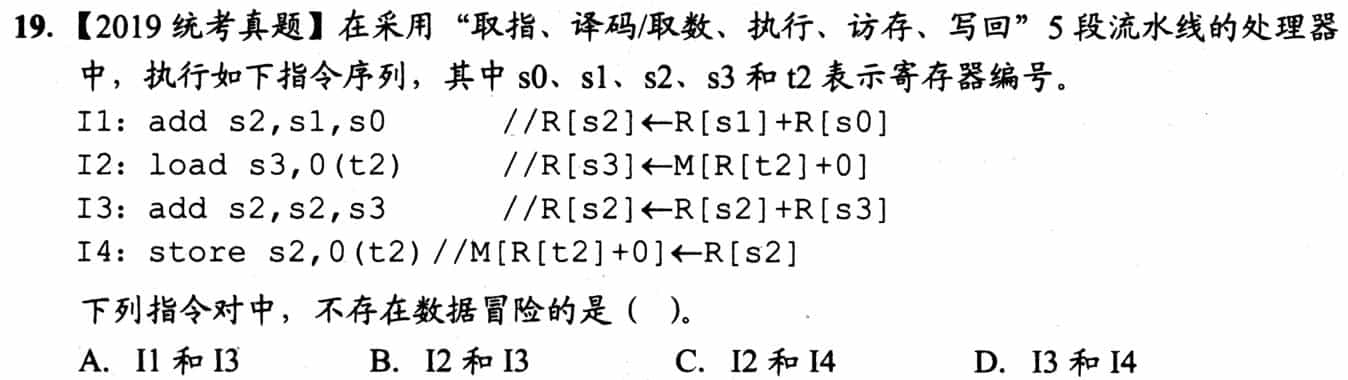 19. 【2019 统考真题】在采用“取指、译码/取数、执行、访存、写回”5 段流水线的处理器
中，执行如下指令序列，其中 s0、s1、s2、s3 和 t2 表示寄存器编号。
I1: add s2,s1,s0 //R[s2]←R[s1]+R[s0]
I2: load s3,0(t2) //R[s3]←M[R[t2]+0]
I3: add s2,s2,s3 //R[s2]←R[s2]+R[s3]
I4: store s2,0(t2) //M[R[t2]+0]←R[s2]
下列指令对中，不存在数据冒险的是（ ）。
A. I1 和 I3 B. I2 和 I3 C. I2 和 I4 D. I3 和 I4